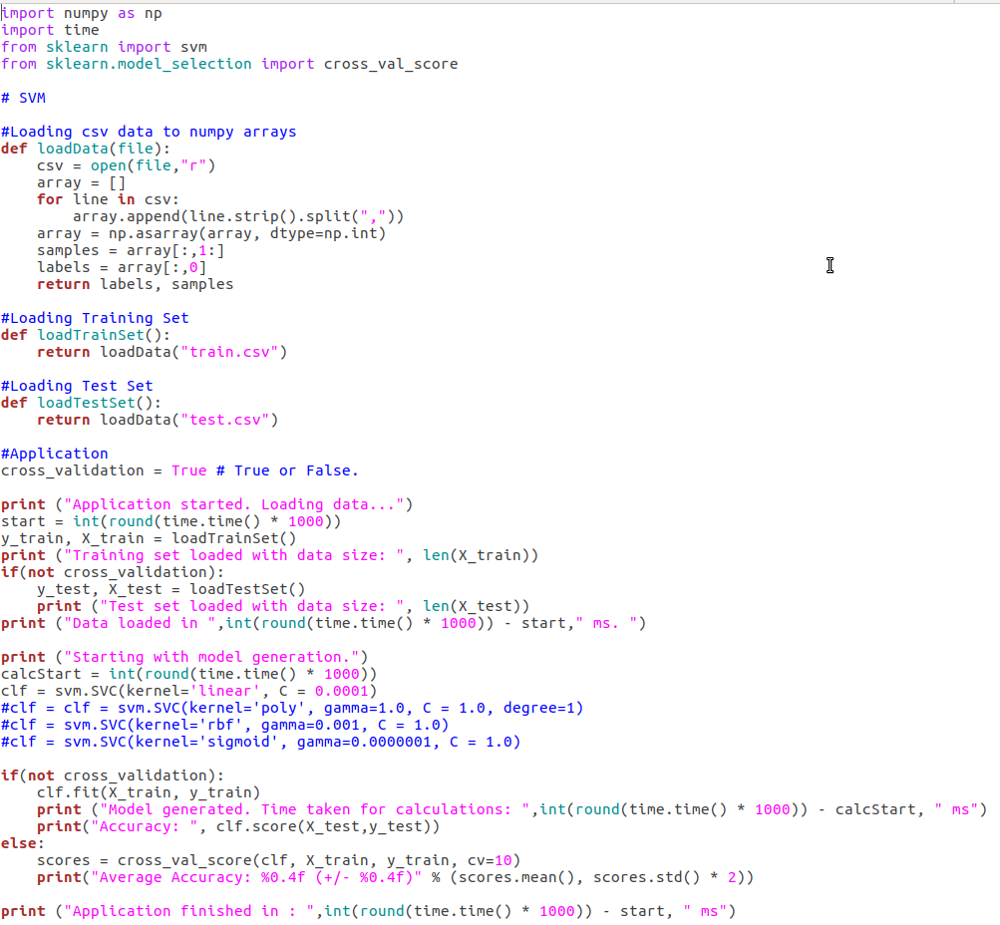 import numpy as np
import time
from sklearn import svm
from sklearn.model_selection import cross_val_score

# SVM

#Loading csv data to numpy arrays
def loadData(file):
    csv = open(file,"r")
    array = []
    for line in csv:
        array.append(line.strip().split(","))
    array = np.asarray(array, dtype=np.int)
    samples = array[:,1:]
    labels = array[:,0]
    return labels, samples

#Loading Training Set
def loadTrainSet():
    return loadData("train.csv")

#Loading Test Set
def loadTestSet():
    return loadData("test.csv")

#Application
cross_validation = True # True or False.

print ("Application started. Loading data...")
start = int(round(time.time() * 1000))
y_train, X_train = loadTrainSet()
print ("Training set loaded with data size: ", len(X_train))
if(not cross_validation):
    y_test, X_test = loadTestSet()
    print ("Test set loaded with data size: ", len(X_test))
print ("Data loaded in ",int(round(time.time() * 1000)) - start," ms. ")

print ("Starting with model generation.")
calcStart = int(round(time.time() * 1000))
clf = svm.SVC(kernel='linear', C = 0.0001)
#clf = clf = svm.SVC(kernel='poly', gamma=1.0, C = 1.0, degree=1)
#clf = svm.SVC(kernel='rbf', gamma=0.001, C = 1.0)
#clf = svm.SVC(kernel='sigmoid', gamma=0.0000001, C = 1.0)

if(not cross_validation):
    clf.fit(X_train, y_train)
    print ("Model generated. Time taken for calculations: ",int(round(time.time() * 1000)) - calcStart, " ms")
    print("Accuracy: ", clf.score(X_test,y_test))
else:
    scores = cross_val_score(clf, X_train, y_train, cv=10)
    print("Average Accuracy: %0.4f (+/- %0.4f)" % (scores.mean(), scores.std() * 2))

print ("Application finished in : ",int(round(time.time() * 1000)) - start, " ms")